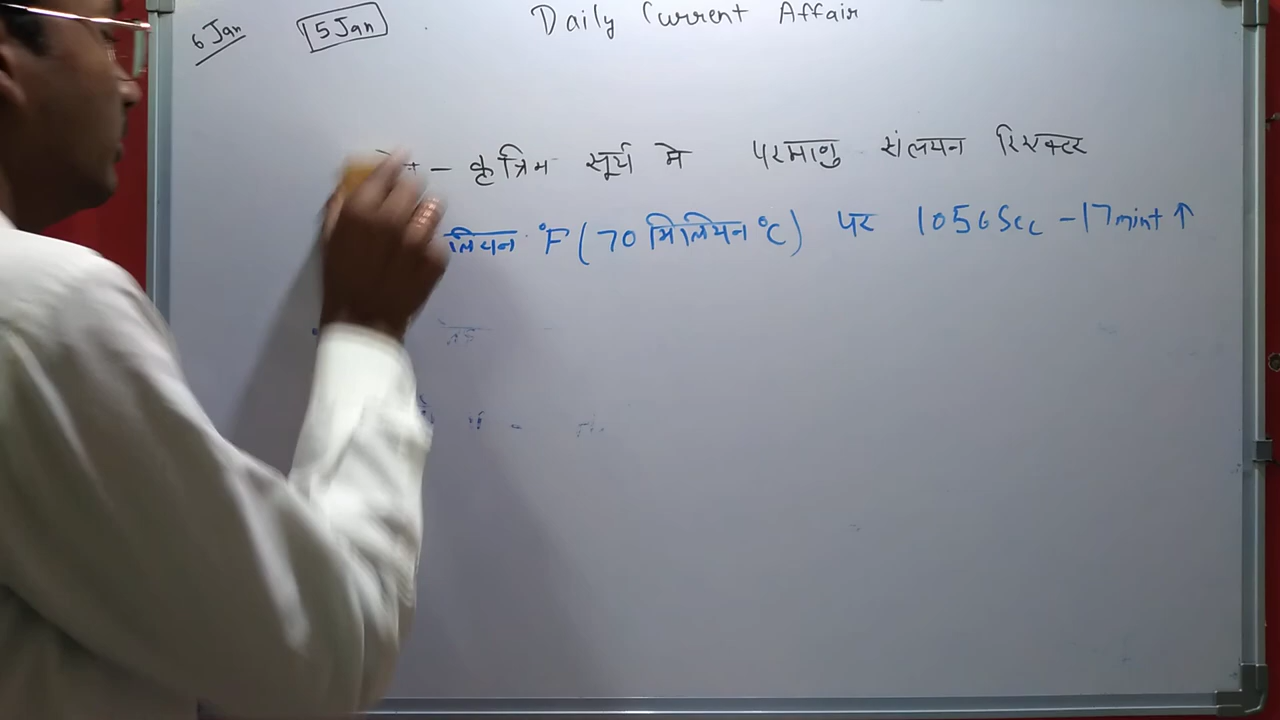 6 Jan 5 Jan Daily Current Affair
– कृत्रिम सूर्य मे परमाणु संलयन रिएक्टर
लियन °F (70 मिलियन °C) पर 1056 Sec – 17 mint ↑